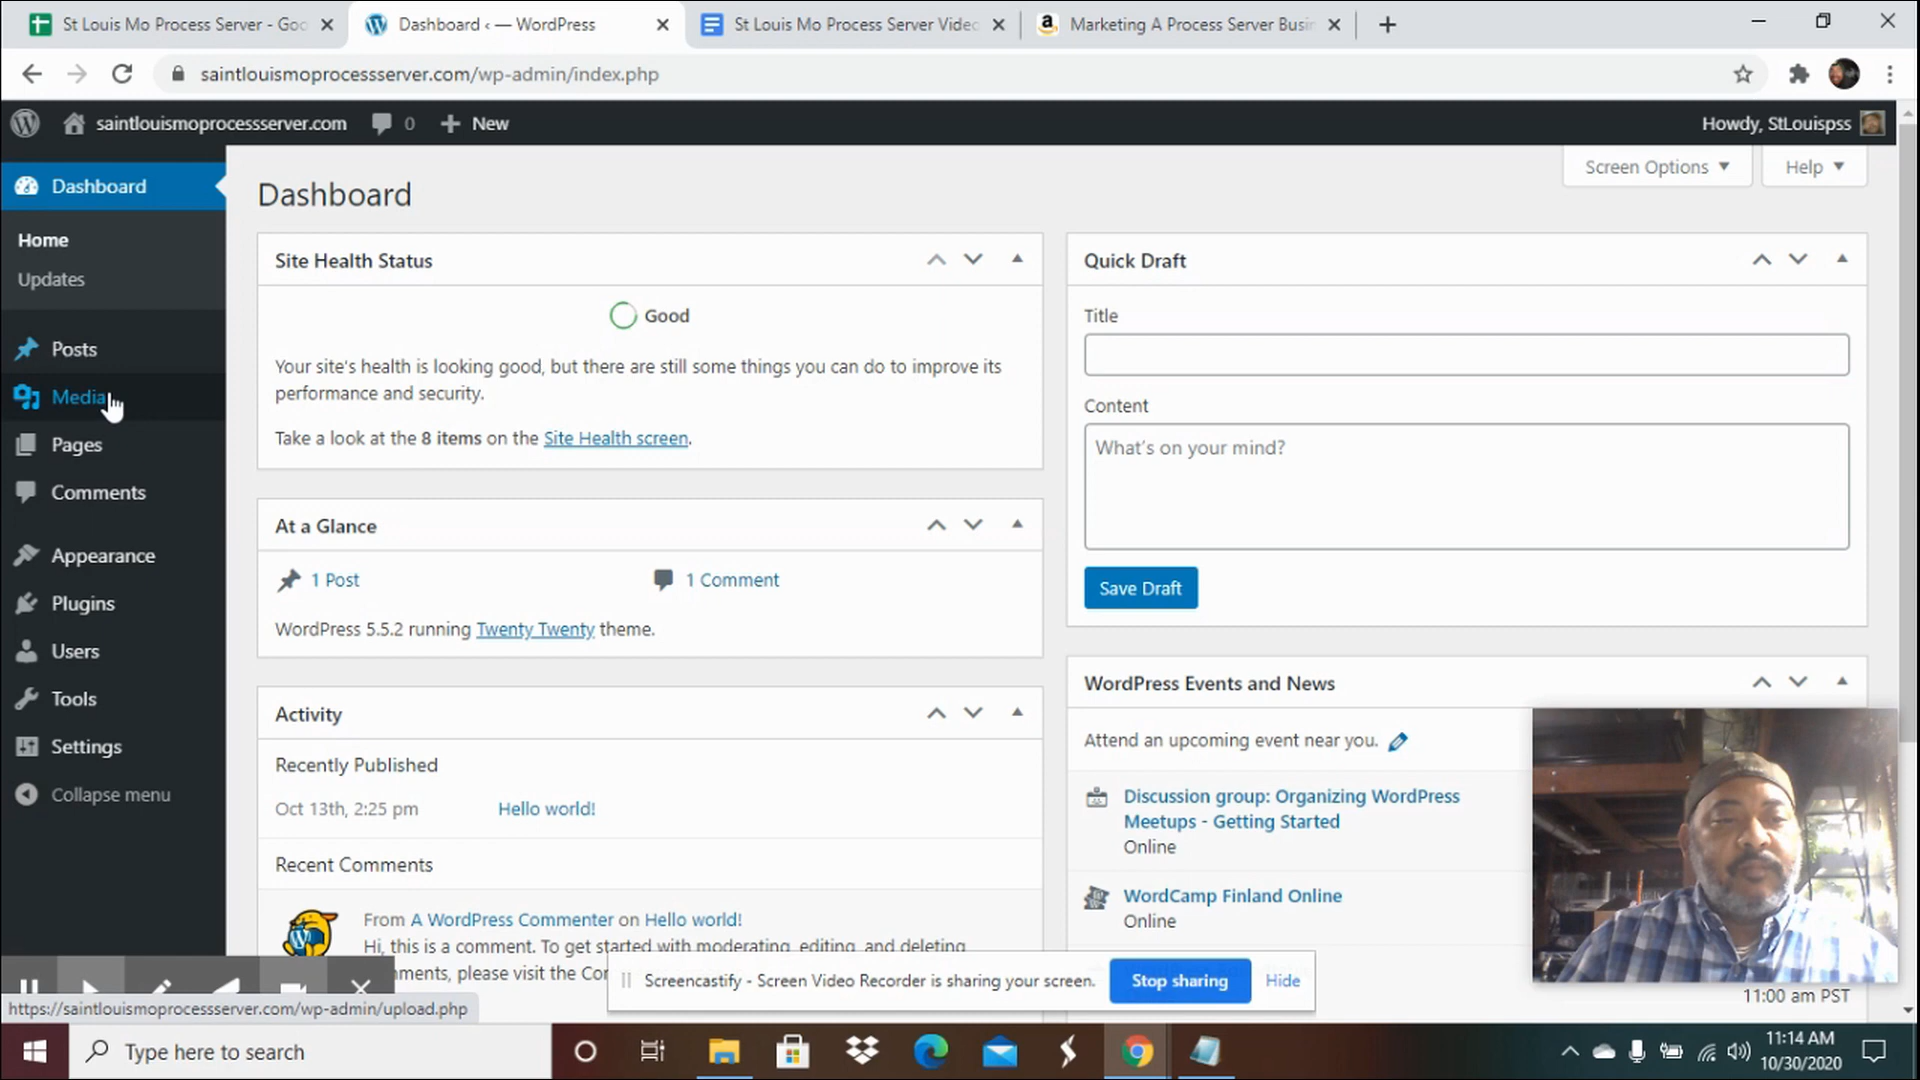 St Louis Mo Process Server - Goo
Dashboard ‹ — WordPress
St Louis Mo Process Server Video
Marketing A Process Server Busi
saintlouismoprocessserver.com/wp-admin/index.php
saintlouismoprocessserver.com
0
New
Howdy, StLouispss
Dashboard
Home
Updates
Posts
Media
Pages
Comments
Appearance
Plugins
Users
Tools
Settings
Collapse menu
Screen Options
Help
Dashboard
Site Health Status
Good
Your site's health is looking good, but there are still some things you can do to improve its
performance and security.
Take a look at the 8 items on the Site Health screen.
At a Glance
1 Post
1 Comment
WordPress 5.5.2 running Twenty Twenty theme.
Activity
Recently Published
Oct 13th, 2:25 pm
Hello world!
Recent Comments
From A WordPress Commenter on Hello world!
Hi, this is a comment. To get started with moderating, editing, and deleting
mments, please visit the Co
Quick Draft
Title
Content
What's on your mind?
Save Draft
WordPress Events and News
Attend an upcoming event near you.
Discussion group: Organizing WordPress
Meetups - Getting Started
Online
WordCamp Finland Online
Online
11:00 am PST
Screencastify - Screen Video Recorder is sharing your screen.
Stop sharing
Hide
https://saintlouismoprocessserver.com/wp-admin/upload.php
Type here to search
11:14 AM
10/30/2020